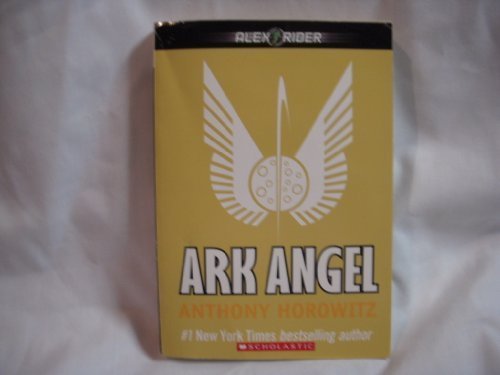 ALEX RIDER
ARK ANGEL
ANTHONY HOROWITZ
#1 New York Times bestselling author
SCHOLASTIC